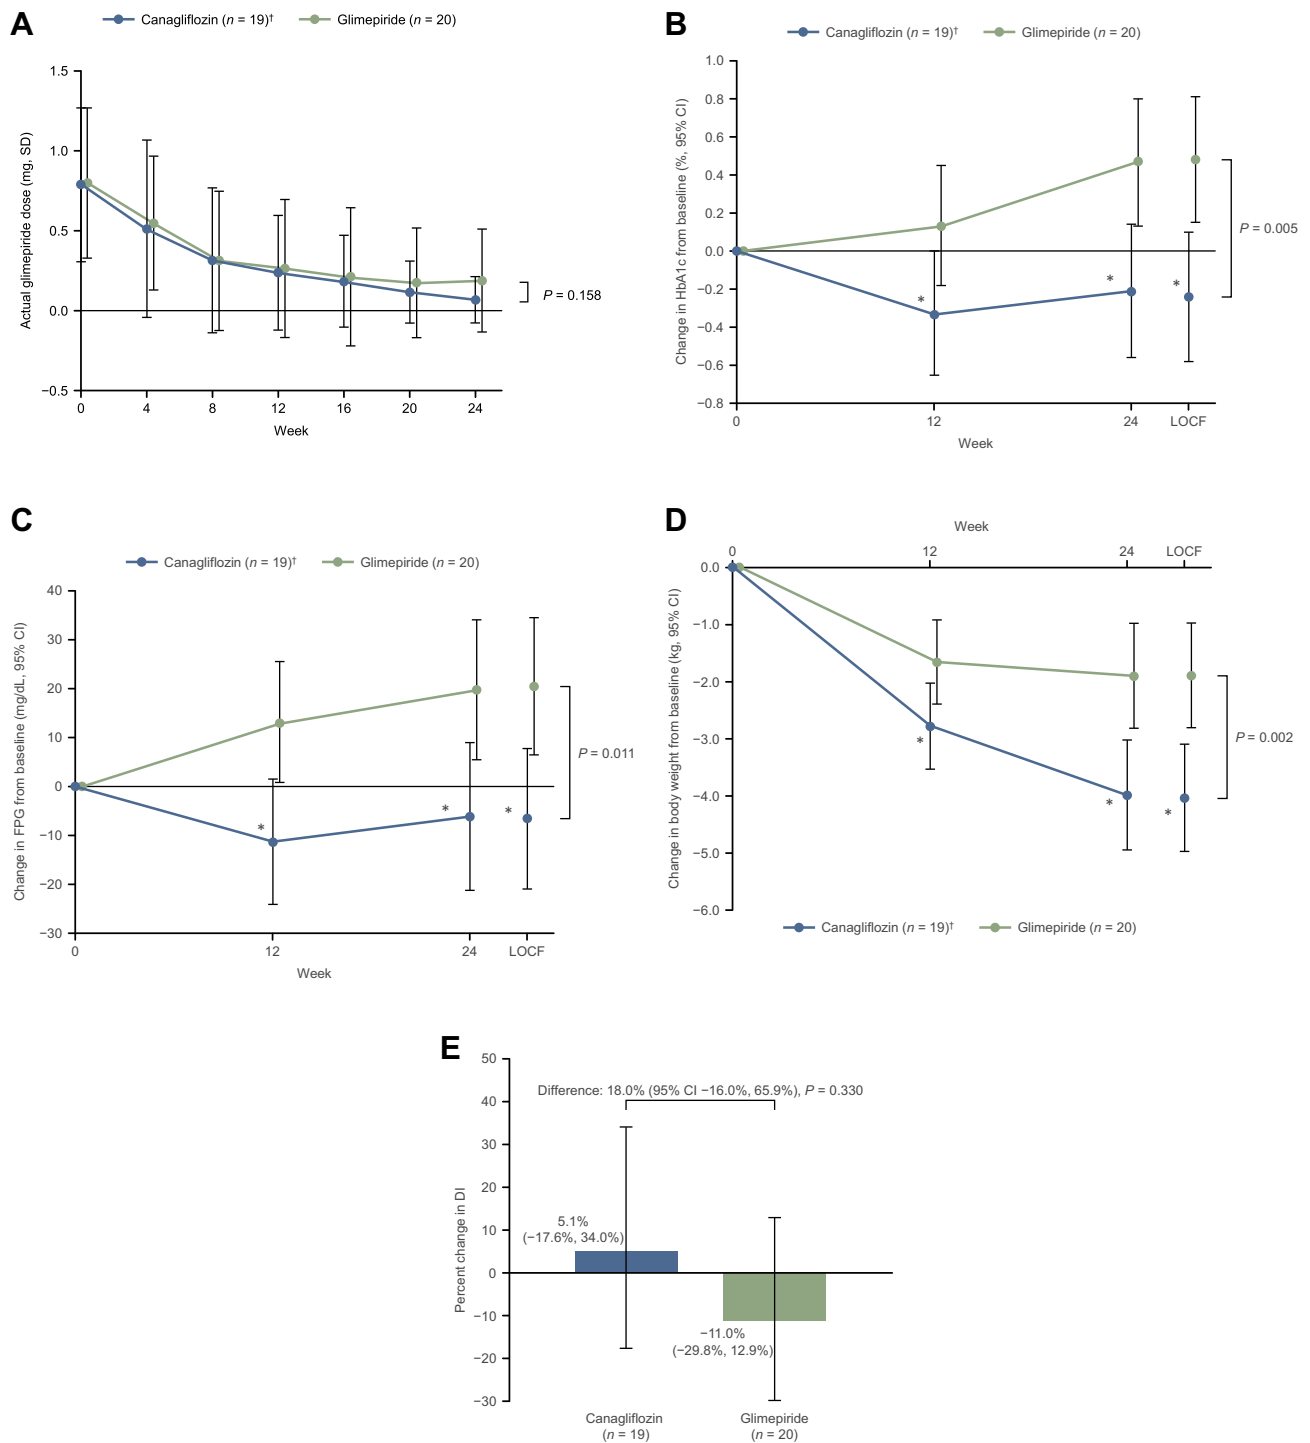 A
Canagliflozin (n = 19)†
Glimepiride (n = 20)
Actual glimepiride dose (mg, SD)
1.5
1.0
0.5
0.0
−0.5
P = 0.158
0 4 8 12 16 20 24
Week
B
Canagliflozin (n = 19)†
Glimepiride (n = 20)
Change in HbA1c from baseline (%, 95% CI)
1.0
0.8
0.6
0.4
0.2
0.0
−0.2
−0.4
−0.6
−0.8
*
*
*
P = 0.005
0 12 24 LOCF
Week
C
Canagliflozin (n = 19)†
Glimepiride (n = 20)
Change in FPG from baseline (mg/dL, 95% CI)
40
30
20
10
0
−10
−20
−30
*
*
*
P = 0.011
0 12 24 LOCF
Week
D
Week
0 12 24 LOCF
Change in body weight from baseline (kg, 95% CI)
0.0
−1.0
−2.0
−3.0
−4.0
−5.0
−6.0
*
*
*
P = 0.002
Canagliflozin (n = 19)†
Glimepiride (n = 20)
E
Percent change in DI
50
40
30
20
10
0
−10
−20
−30
Difference: 18.0% (95% CI −16.0%, 65.9%), P = 0.330
5.1%
(−17.6%, 34.0%)
−11.0%
(−29.8%, 12.9%)
Canagliflozin
(n = 19)
Glimepiride
(n = 20)